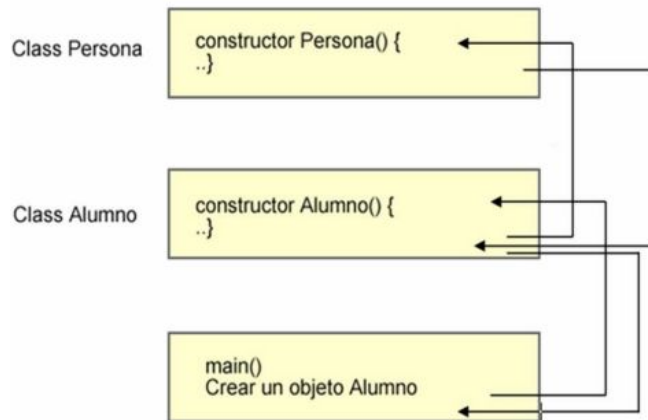 Class Persona
constructor Persona() {
..}
Class Alumno
constructor Alumno() {
..}
main()
Crear un objeto Alumno